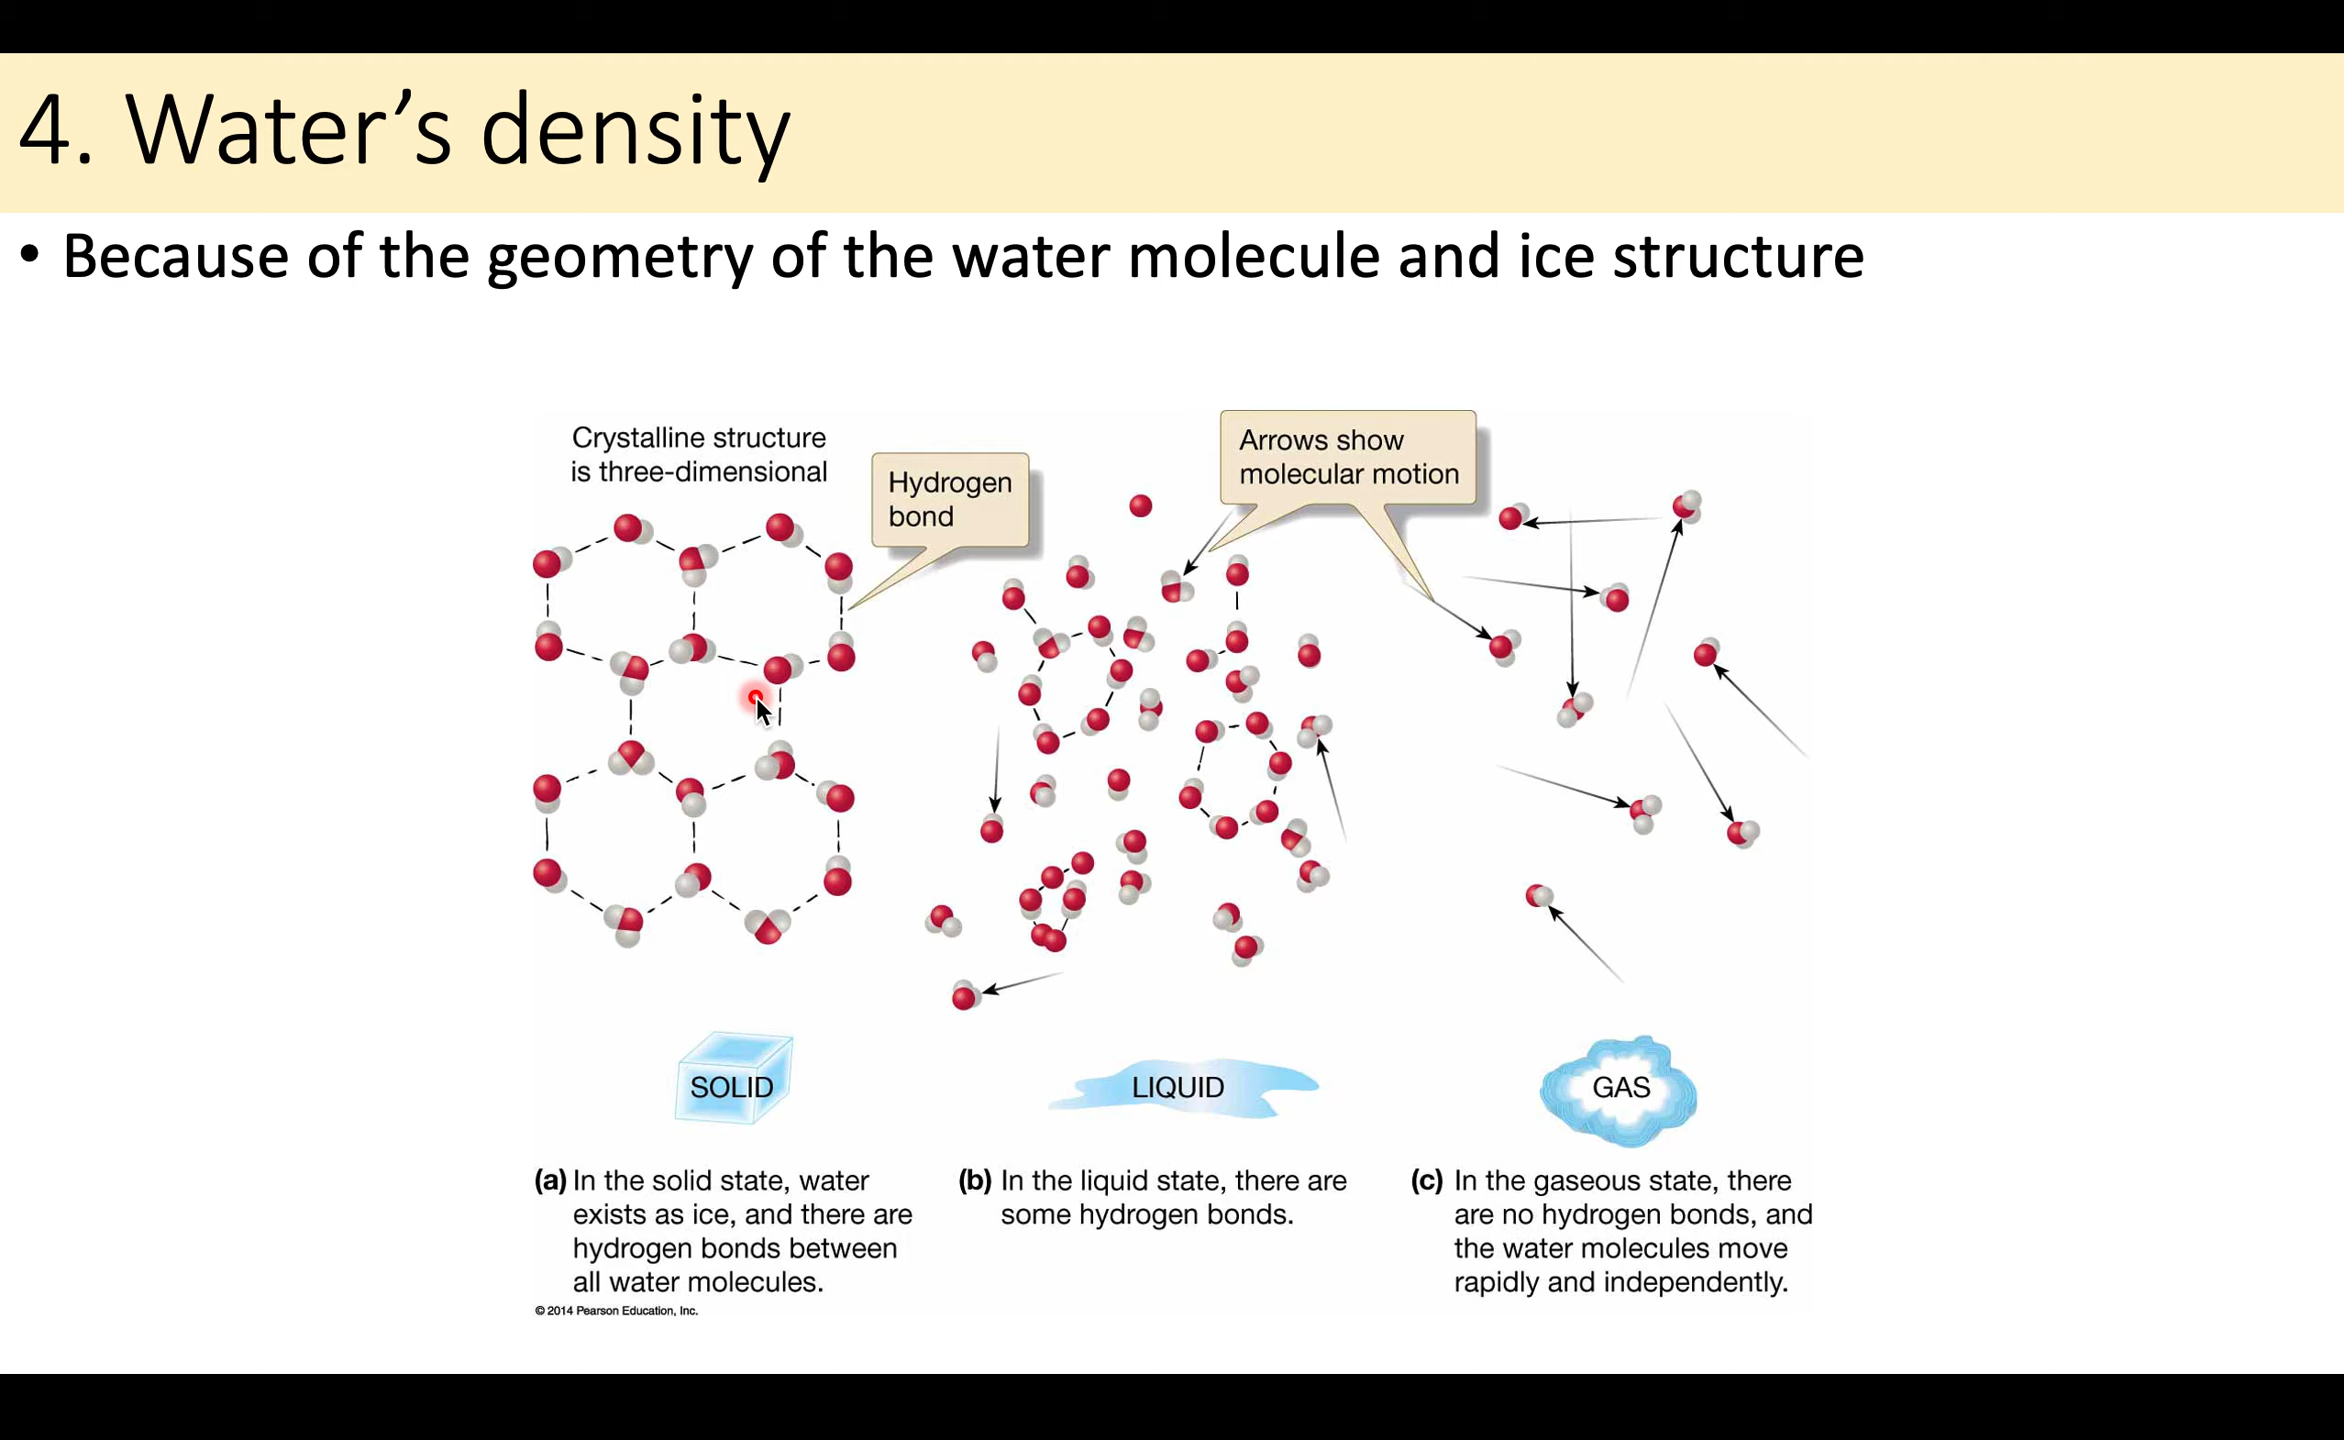 4. Water’s density
• Because of the geometry of the water molecule and ice structure
Crystalline structure
is three-dimensional
Hydrogen
bond
Arrows show
molecular motion
SOLID
LIQUID
GAS
(a) In the solid state, water
exists as ice, and there are
hydrogen bonds between
all water molecules.
(b) In the liquid state, there are
some hydrogen bonds.
(c) In the gaseous state, there
are no hydrogen bonds, and
the water molecules move
rapidly and independently.
© 2014 Pearson Education, Inc.